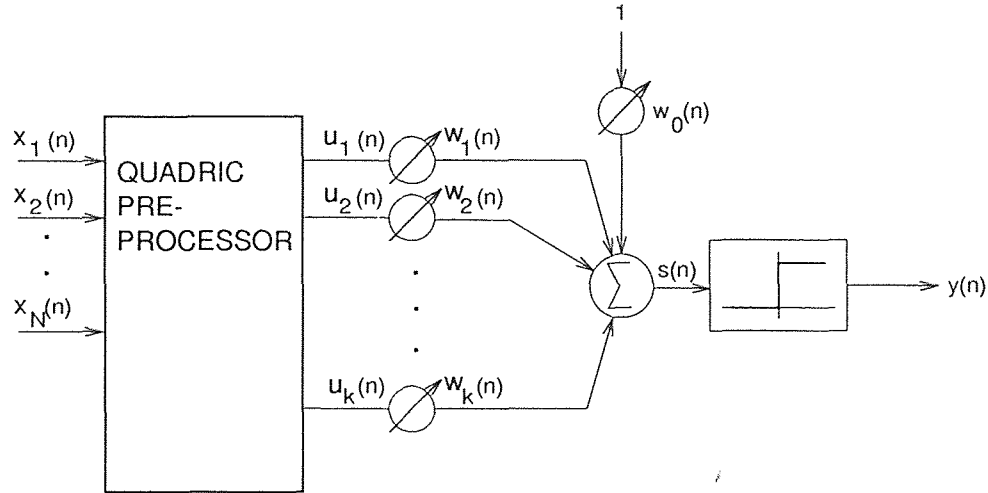 1
w0(n)
x1(n)
x2(n)
xN(n)
QUADRIC
PRE-
PROCESSOR
u1(n) w1(n)
u2(n) w2(n)
uk(n) wk(n)
Σ
s(n)
y(n)